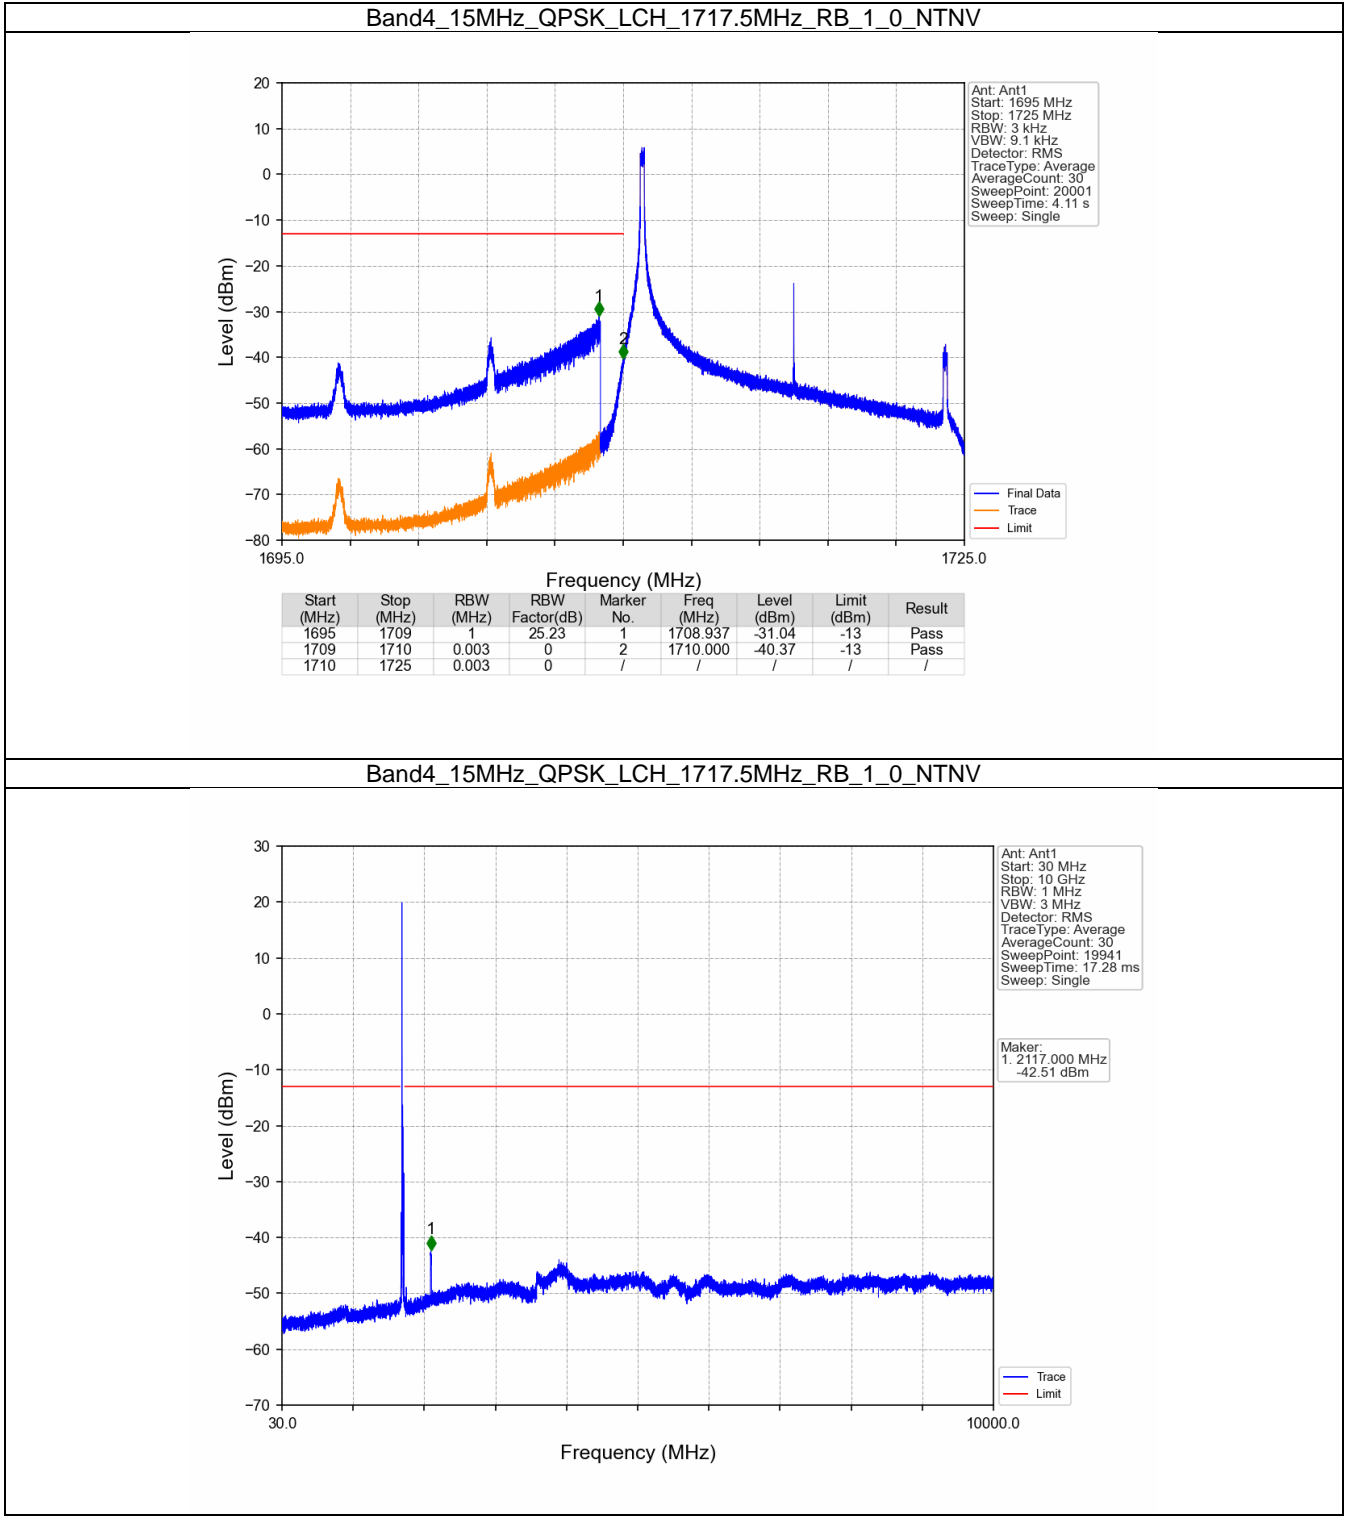 Band4_15MHz_QPSK_LCH_1717.5MHz_RB_1_0_NTNV
20
10
0
−10
−20
−30
−40
−50
−60
−70
−80
Level (dBm)
1
2
1695.0
1725.0
Frequency (MHz)
Ant: Ant1
Start: 1695 MHz
Stop: 1725 MHz
RBW: 3 kHz
VBW: 9.1 kHz
Detector: RMS
TraceType: Average
AverageCount: 30
SweepPoint: 20001
SweepTime: 4.11 s
Sweep: Single
Final Data
Trace
Limit
Start (MHz) Stop (MHz) RBW (MHz) RBW Factor(dB) Marker No. Freq (MHz) Level (dBm) Limit (dBm) Result
1695 1709 1 25.23 1 1708.937 -31.04 -13 Pass
1709 1710 0.003 0 2 1710.000 -40.37 -13 Pass
1710 1725 0.003 0 / / / / /
Band4_15MHz_QPSK_LCH_1717.5MHz_RB_1_0_NTNV
30
20
10
0
−10
−20
−30
−40
−50
−60
−70
Level (dBm)
1
30.0
10000.0
Frequency (MHz)
Ant: Ant1
Start: 30 MHz
Stop: 10 GHz
RBW: 1 MHz
VBW: 3 MHz
Detector: RMS
TraceType: Average
AverageCount: 30
SweepPoint: 19941
SweepTime: 17.28 ms
Sweep: Single
Maker:
1. 2117.000 MHz
-42.51 dBm
Trace
Limit